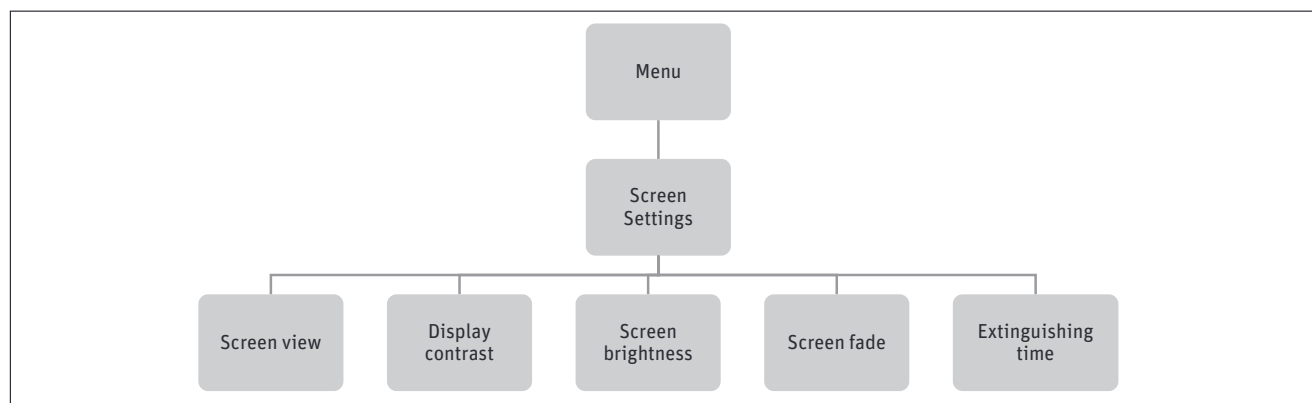 Menu
Screen
Settings
Screen view
Display
contrast
Screen
brightness
Screen fade
Extinguishing
time